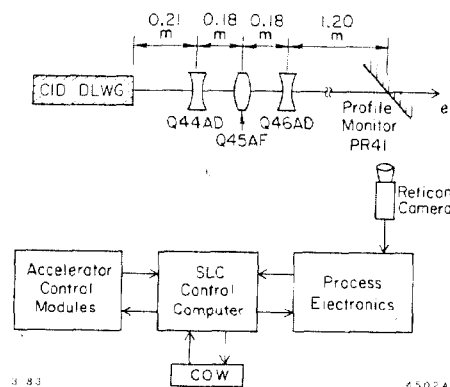 0.21 m
0.18 m
0.18 m
1.20 m
CID DLWG
Q44AD
Q45AF
Q46AD
Profile
Monitor
PR41
e
Reticon
Camera
Accelerator
Control
Modules
SLC
Control
Computer
Process
Electronics
COW
3 83
4502A